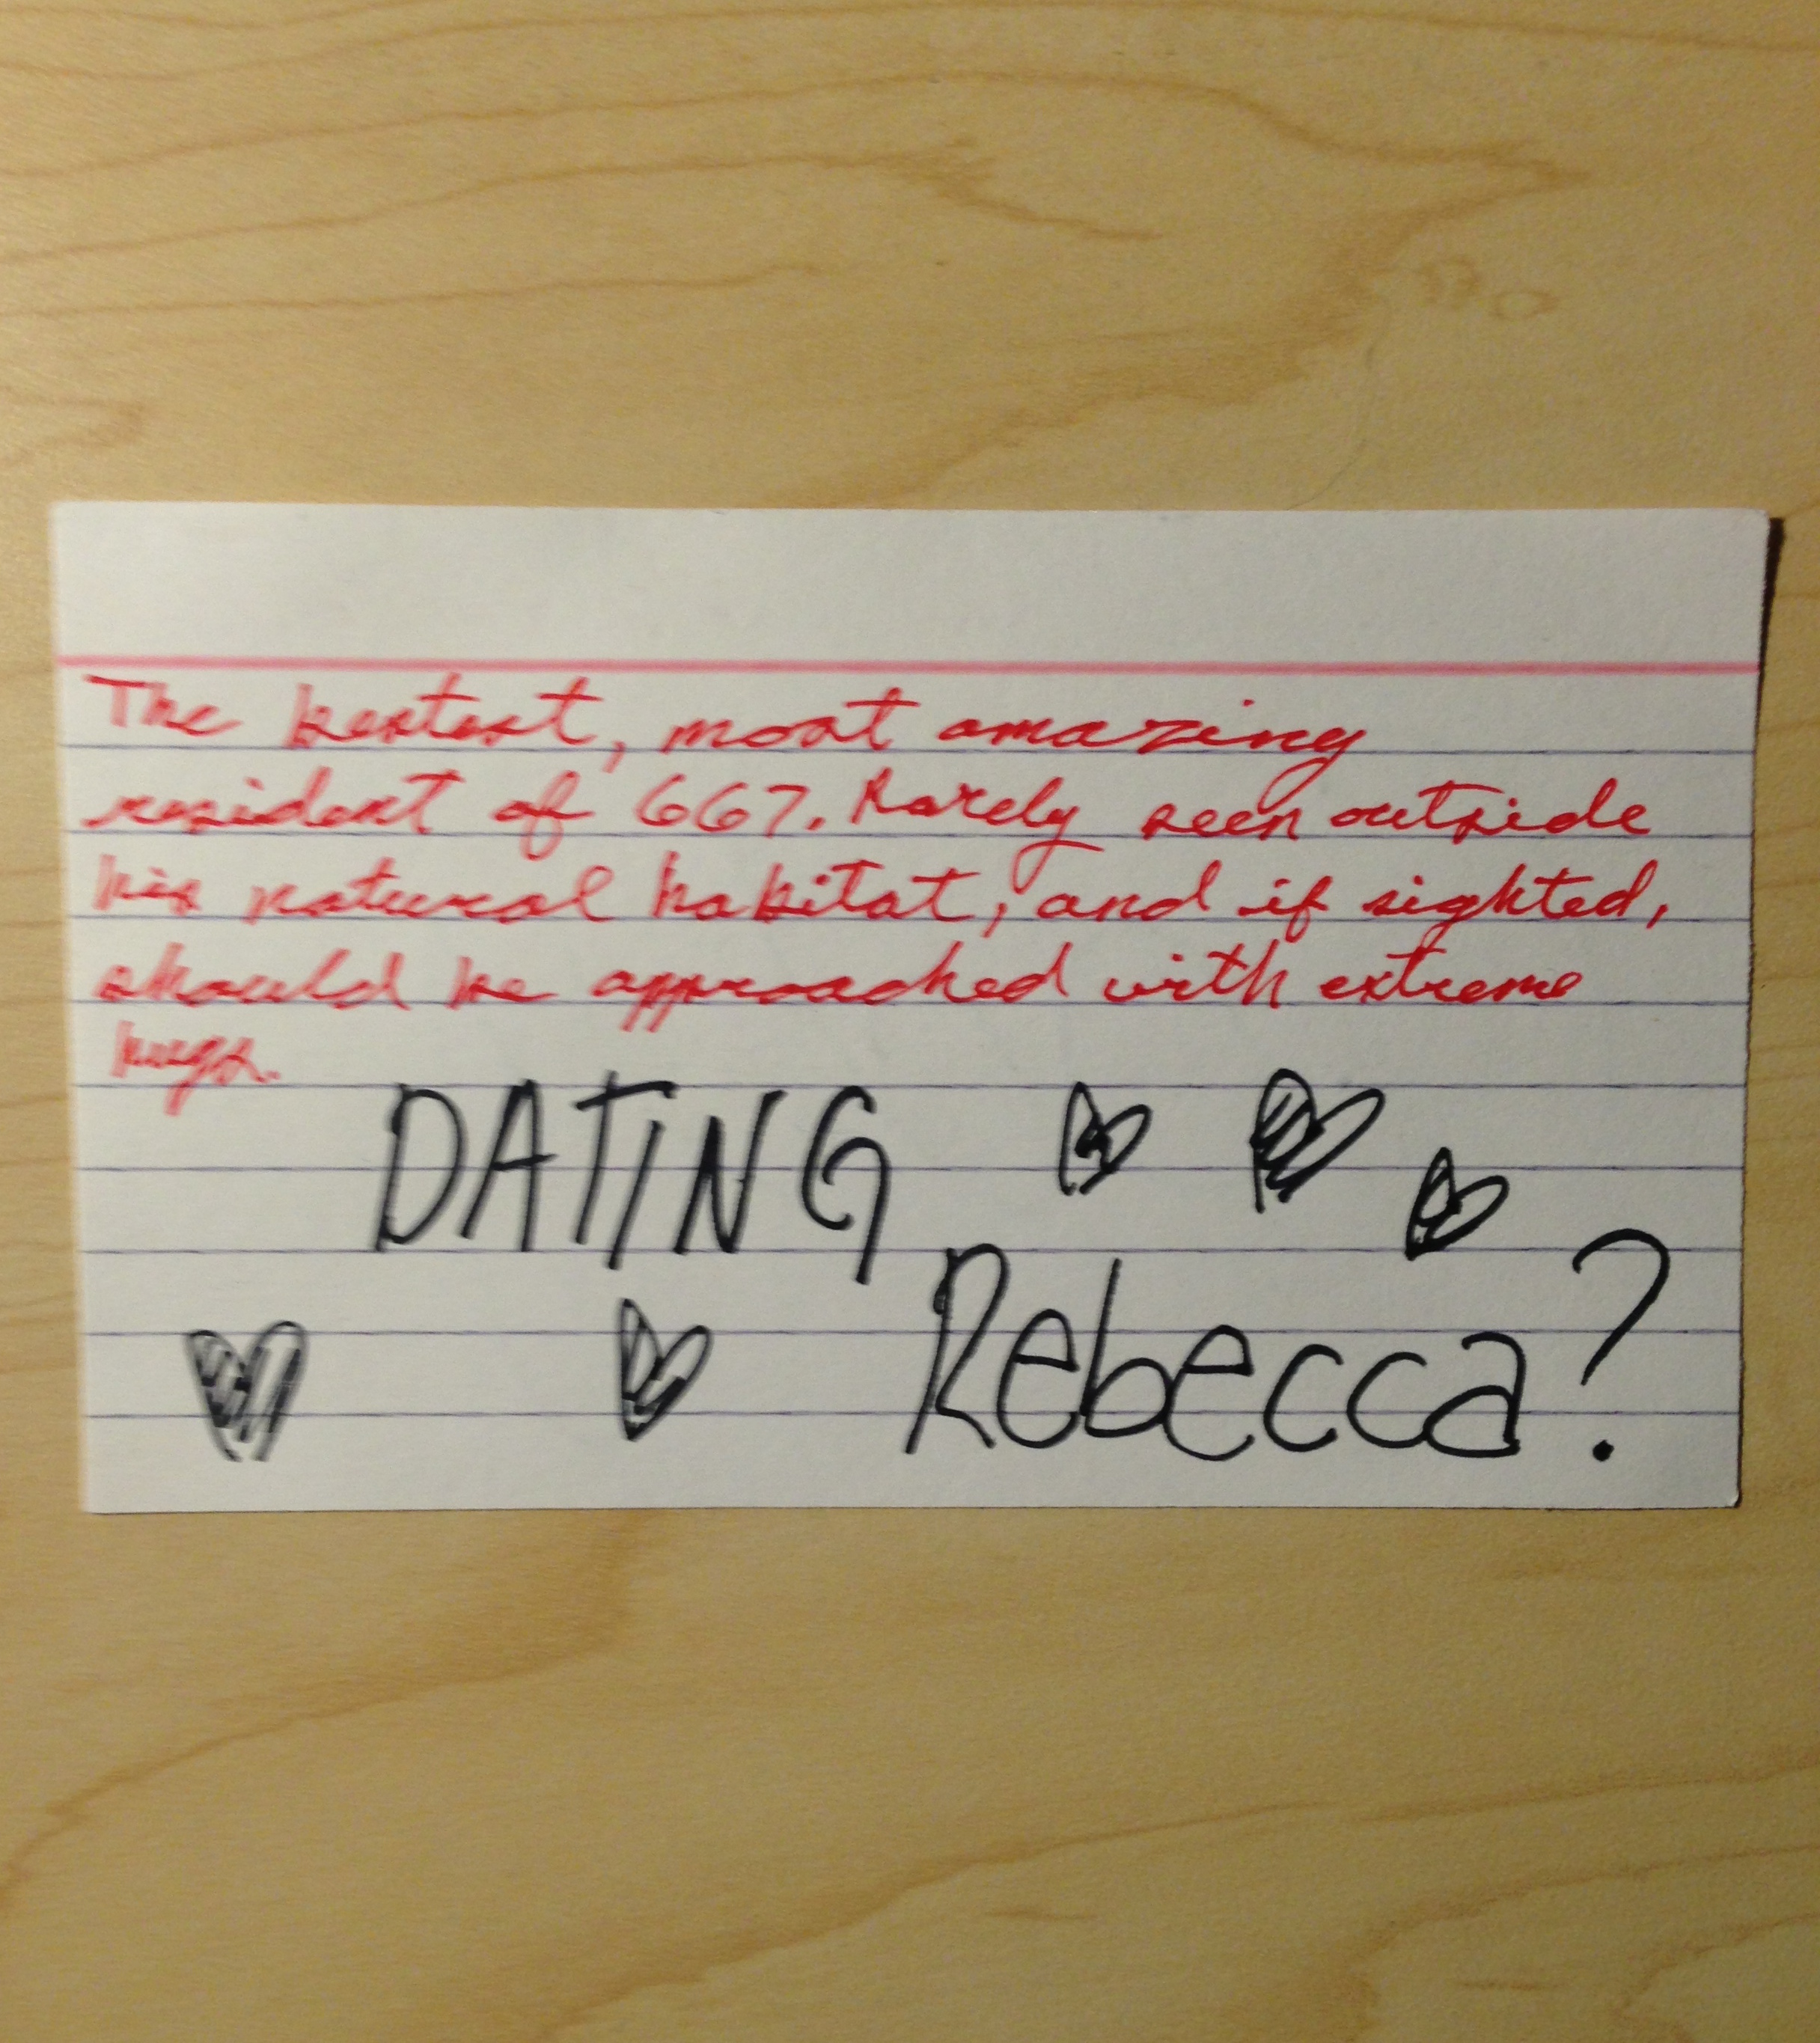 The bestest, most amazing
resident of 667. Rarely seen outside
his natural habitat, and if sighted,
should be approached with extreme
hugs.
DATING
Rebecca?